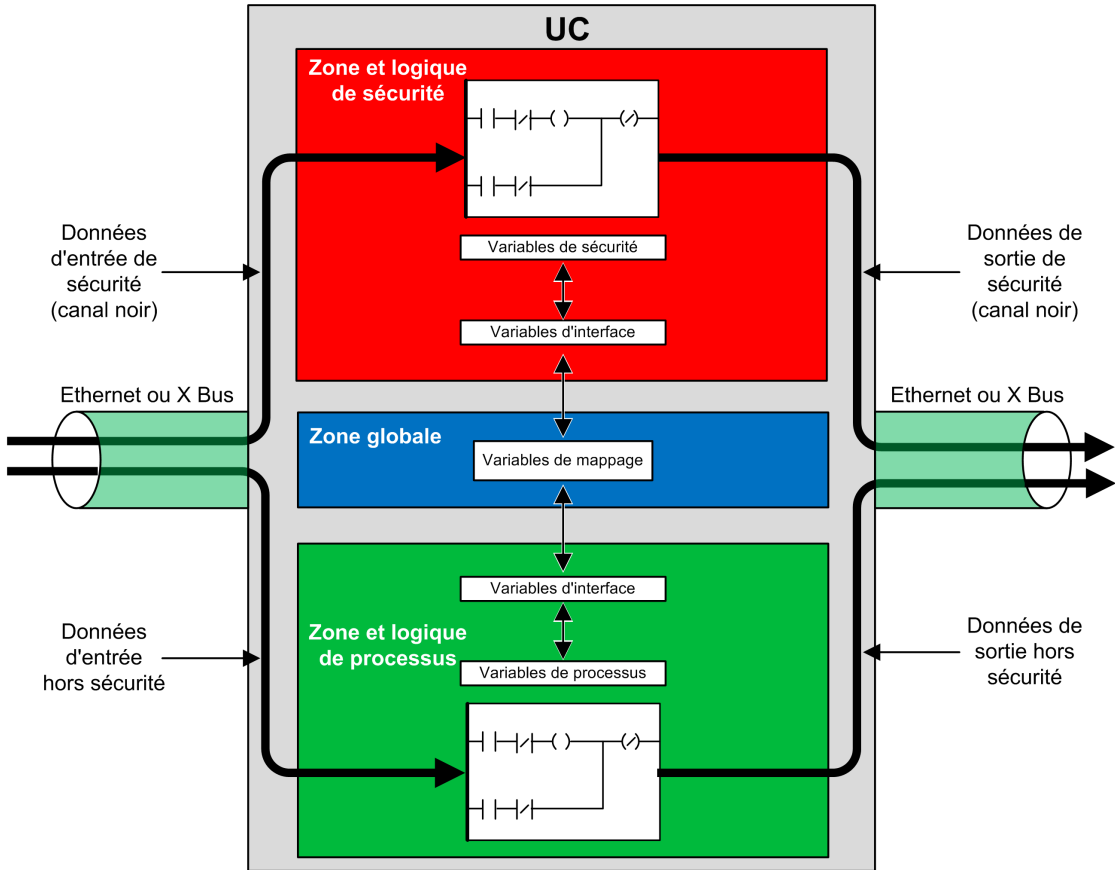 UC
Zone et logique
de sécurité
Variables de sécurité
Variables d'interface
Données
d'entrée de
sécurité
(canal noir)
Données de
sortie de
sécurité
(canal noir)
Ethernet ou X Bus
Ethernet ou X Bus
Zone globale
Variables de mappage
Variables d'interface
Zone et logique
de processus
Variables de processus
Données
d'entrée
hors sécurité
Données de
sortie hors
sécurité